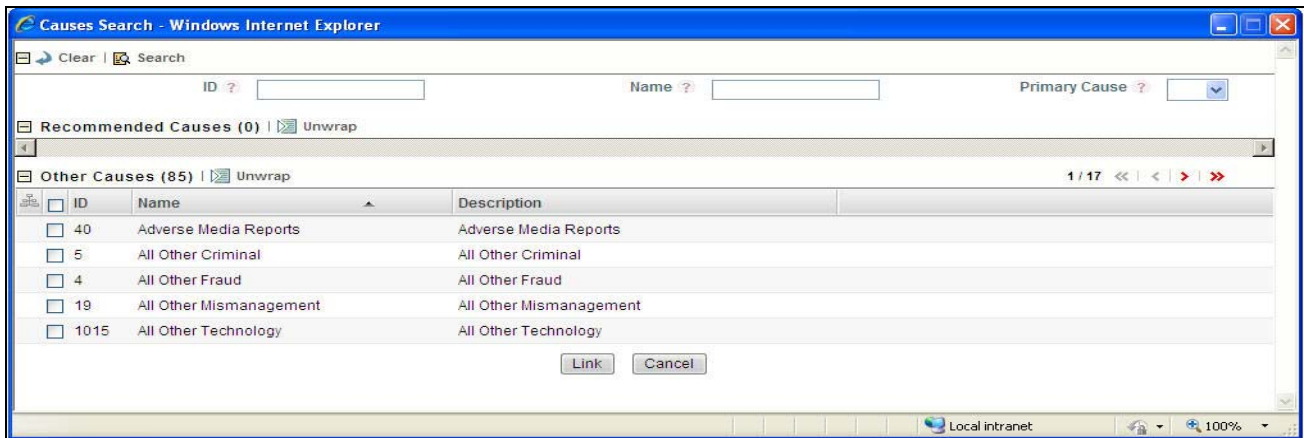 Causes Search - Windows Internet Explorer
Clear | Search
ID ? Name ? Primary Cause ?
Recommended Causes (0) | Unwrap
Other Causes (85) | Unwrap 1 / 17 << | < | > | >>
ID Name Description
40 Adverse Media Reports Adverse Media Reports
5 All Other Criminal All Other Criminal
4 All Other Fraud All Other Fraud
19 All Other Mismanagement All Other Mismanagement
1015 All Other Technology All Other Technology
Link Cancel
Local intranet 100%